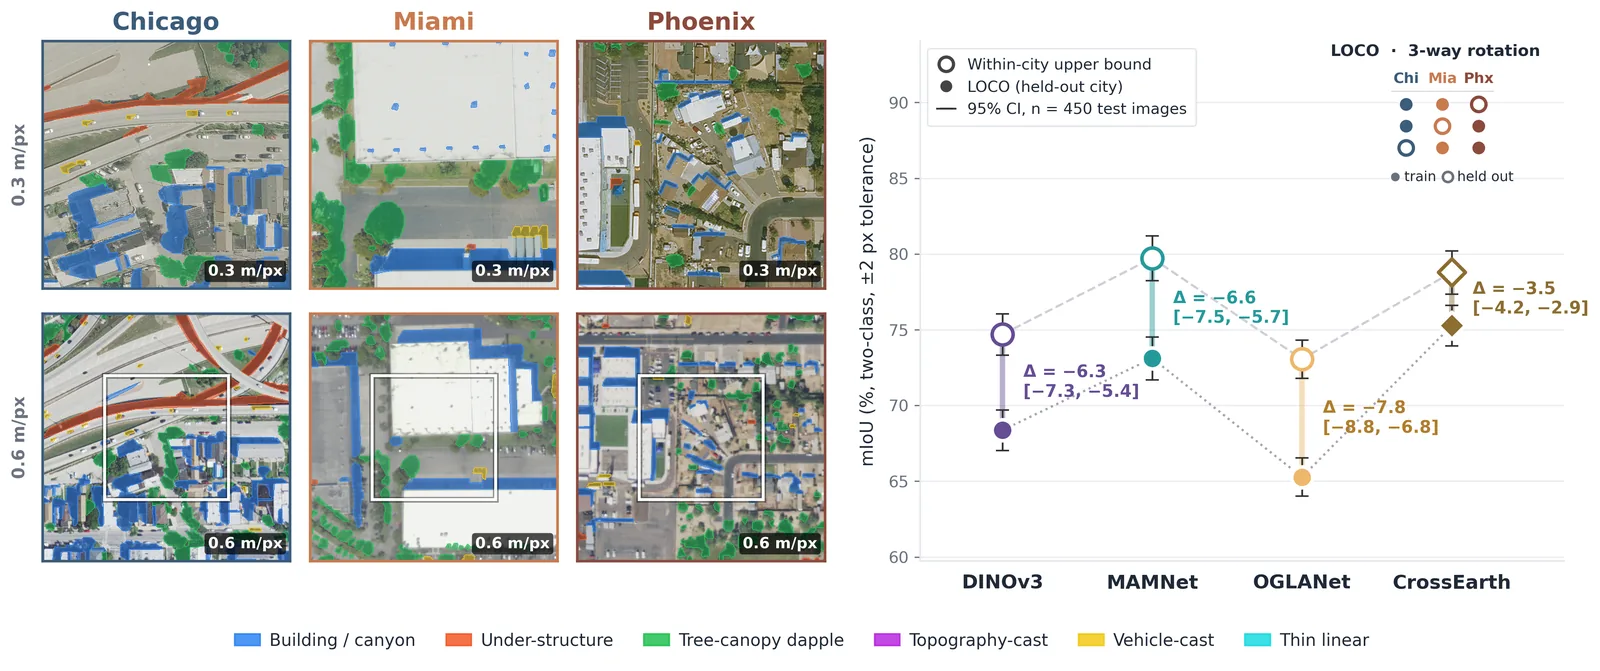 Chicago
Miami
Phoenix
0.3 m/px
0.3 m/px
0.3 m/px
0.3 m/px
0.6 m/px
0.6 m/px
0.6 m/px
0.6 m/px
mIoU (%, two-class, ±2 px tolerance)
90
85
80
75
70
65
60
Within-city upper bound
LOCO (held-out city)
95% CI, n = 450 test images
LOCO · 3-way rotation
Chi Mia Phx
train held out
Δ = −6.3
[−7.3, −5.4]
Δ = −6.6
[−7.5, −5.7]
Δ = −7.8
[−8.8, −6.8]
Δ = −3.5
[−4.2, −2.9]
DINOv3 MAMNet OGLANet CrossEarth
Building / canyon Under-structure Tree-canopy dapple Topography-cast Vehicle-cast Thin linear